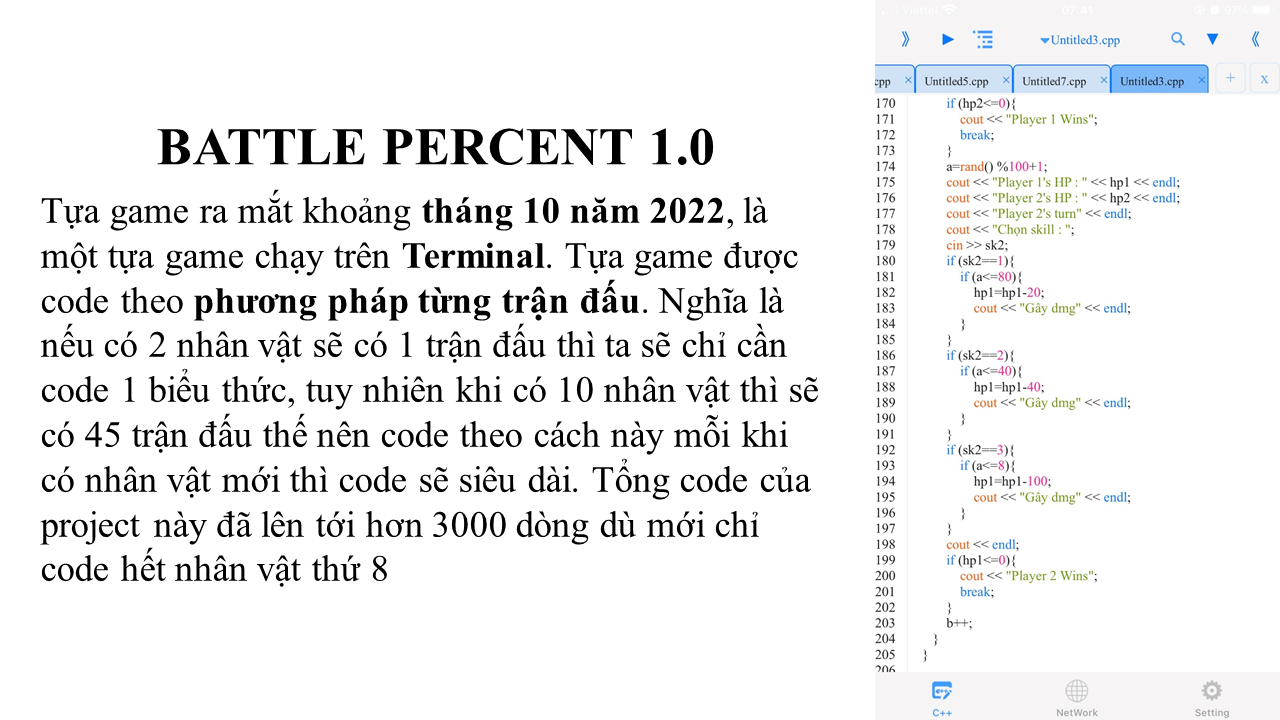 BATTLE PERCENT 1.0
Tựa game ra mắt khoảng tháng 10 năm 2022, là
một tựa game chạy trên Terminal. Tựa game được
code theo phương pháp từng trận đấu. Nghĩa là
nếu có 2 nhân vật sẽ có 1 trận đấu thì ta sẽ chỉ cần
code 1 biểu thức, tuy nhiên khi có 10 nhân vật thì sẽ
có 45 trận đấu thế nên code theo cách này mỗi khi
có nhân vật mới thì code sẽ siêu dài. Tổng code của
project này đã lên tới hơn 3000 dòng dù mới chỉ
code hết nhân vật thứ 8
Viettel 07:41 97%
Untitled3.cpp
cpp × Untitled5.cpp × Untitled7.cpp × Untitled3.cpp × + x
170 if (hp2<=0){
171 cout << "Player 1 Wins";
172 break;
173 }
174 a=rand() %100+1;
175 cout << "Player 1's HP : " << hp1 << endl;
176 cout << "Player 2's HP : " << hp2 << endl;
177 cout << "Player 2's turn" << endl;
178 cout << "Chọn skill : ";
179 cin >> sk2;
180 if (sk2==1){
181 if (a<=80){
182 hp1=hp1-20;
183 cout << "Gây dmg" << endl;
184 }
185 }
186 if (sk2==2){
187 if (a<=40){
188 hp1=hp1-40;
189 cout << "Gây dmg" << endl;
190 }
191 }
192 if (sk2==3){
193 if (a<=8){
194 hp1=hp1-100;
195 cout << "Gây dmg" << endl;
196 }
197 }
198 cout << endl;
199 if (hp1<=0){
200 cout << "Player 2 Wins";
201 break;
202 }
203 b++;
204 }
205 }
206
C++ NetWork Setting